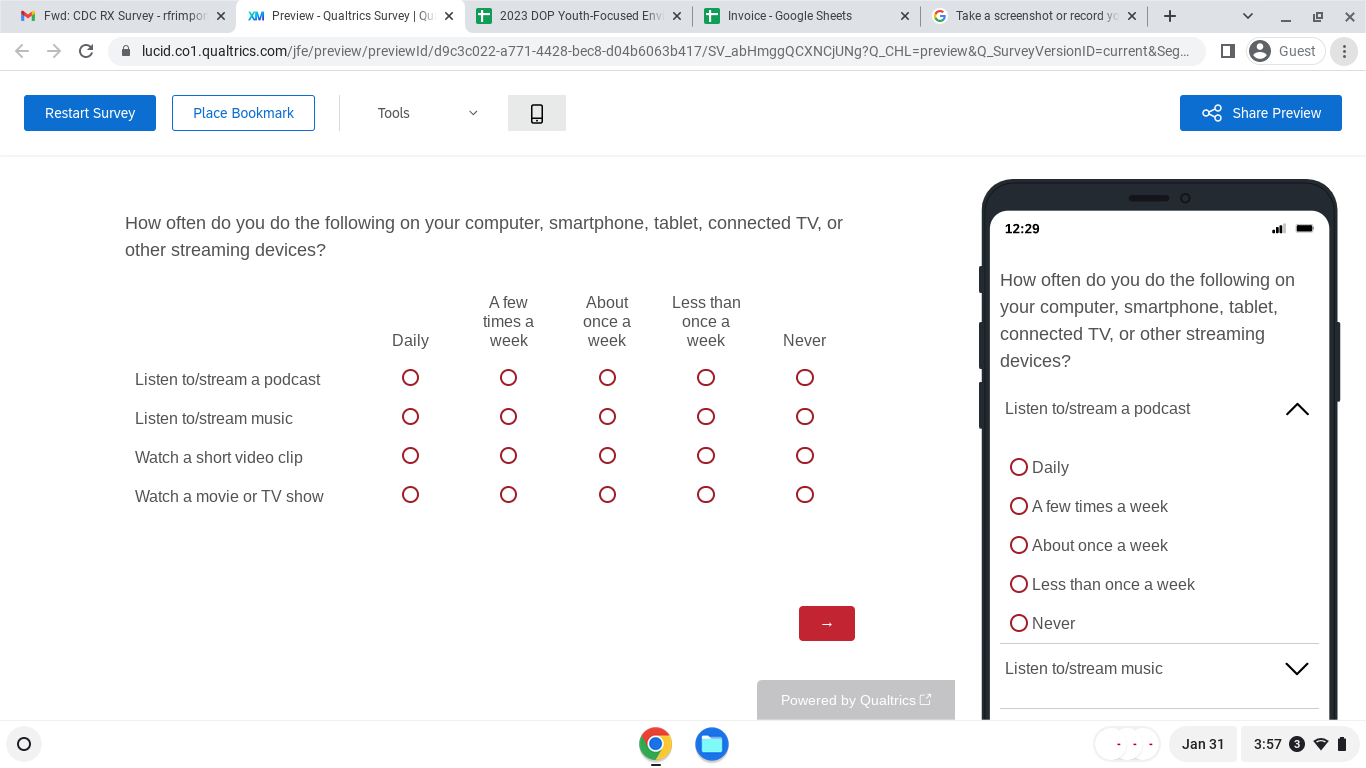 Fwd: CDC RX Survey - rfrimpor
XM Preview - Qualtrics Survey | Qu
2023 DOP Youth-Focused Envi
Invoice - Google Sheets
Take a screenshot or record yo
lucid.co1.qualtrics.com/jfe/preview/previewId/d9c3c022-a771-4428-bec8-d04b6063b417/SV_abHmggQCXNCjUNg?Q_CHL=preview&Q_SurveyVersionID=current&Seg...
Guest
Restart Survey
Place Bookmark
Tools
Share Preview
How often do you do the following on your computer, smartphone, tablet, connected TV, or
other streaming devices?
A few About Less than
times a once a once a
Daily week week week Never
Listen to/stream a podcast
Listen to/stream music
Watch a short video clip
Watch a movie or TV show
→
Powered by Qualtrics
12:29
How often do you do the following on
your computer, smartphone, tablet,
connected TV, or other streaming
devices?
Listen to/stream a podcast
Daily
A few times a week
About once a week
Less than once a week
Never
Listen to/stream music
Jan 31
3:57 3